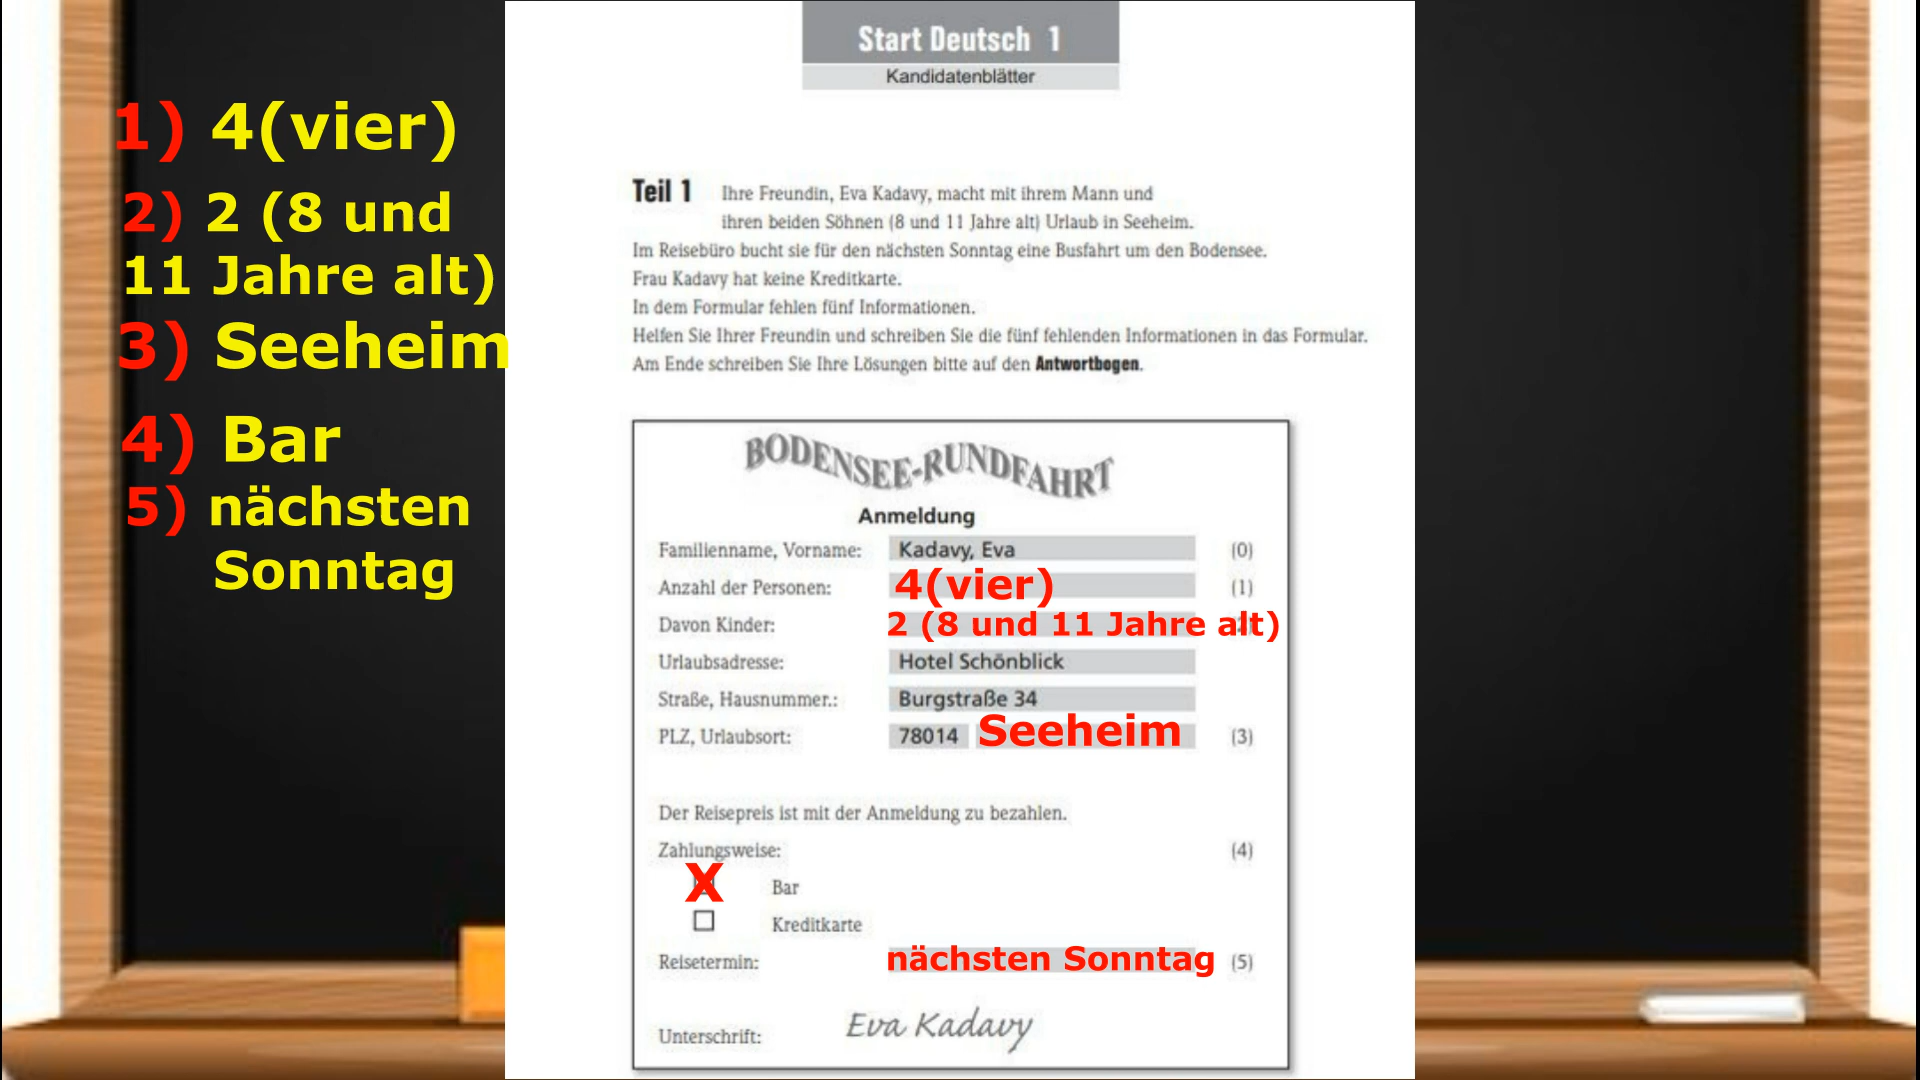 1) 4(vier)
2) 2 (8 und
11 Jahre alt)
3) Seeheim
4) Bar
5) nächsten
Sonntag
Start Deutsch 1
Kandidatenblätter
Teil 1 Ihre Freundin, Eva Kadavy, macht mit ihrem Mann und
ihren beiden Söhnen (8 und 11 Jahre alt) Urlaub in Seeheim.
Im Reisebüro bucht sie für den nächsten Sonntag eine Busfahrt um den Bodensee.
Frau Kadavy hat keine Kreditkarte.
In dem Formular fehlen fünf Informationen.
Helfen Sie Ihrer Freundin und schreiben Sie die fünf fehlenden Informationen in das Formular.
Am Ende schreiben Sie Ihre Lösungen bitte auf den Antwortbogen.
BODENSEE-RUNDFAHRT
Anmeldung
Familienname, Vorname: Kadavy, Eva (0)
Anzahl der Personen: 4(vier) (1)
Davon Kinder: 2 (8 und 11 Jahre alt)
Urlaubsadresse: Hotel Schönblick
Straße, Hausnummer.: Burgstraße 34
PLZ, Urlaubsort: 78014 Seeheim (3)
Der Reisepreis ist mit der Anmeldung zu bezahlen.
Zahlungsweise: (4)
X Bar
Kreditkarte
Reisetermin: nächsten Sonntag (5)
Unterschrift: Eva Kadavy